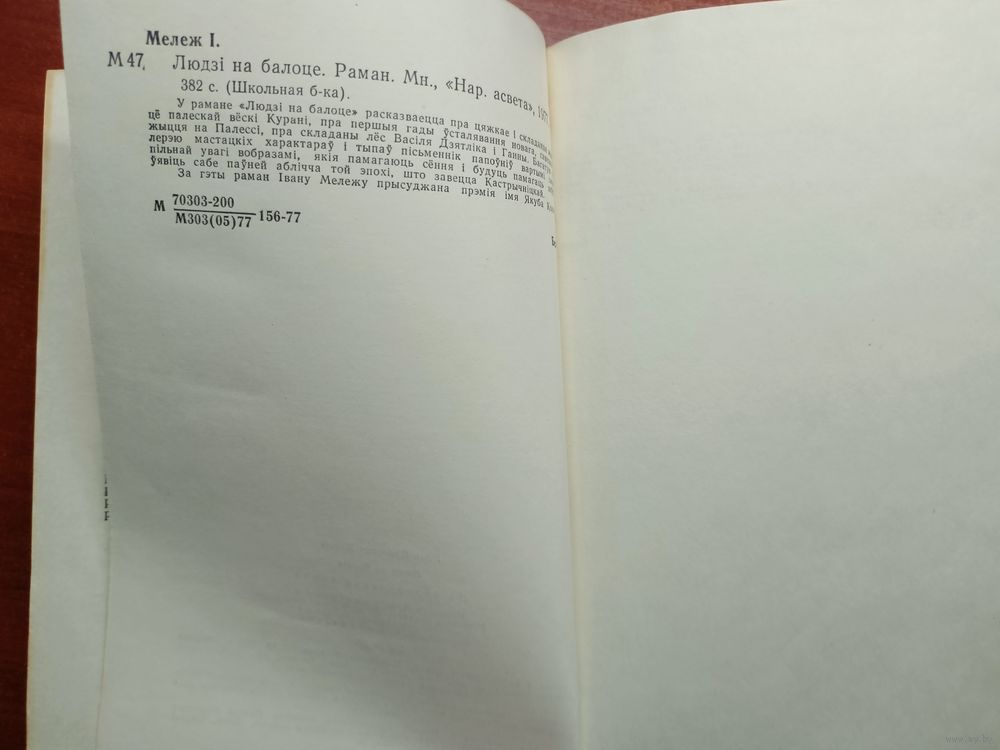 Мележ І.
М 47 Людзі на балоце. Раман. Мн., «Нар. асвета»,
382 с. (Школьная б-ка).
У рамане «Людзі на балоце» расказваецца пра цяжкае і
цё палескай вёскі Курані, пра першыя гады ўсталявання новага,
жыцця на Палессі, пра складаны лёс Васіля Дзятліка і Ганны.
лерэю мастацкіх характараў і тыпаў пісьменнік папоўніў вартымі
пільнай увагі вобразамі, якія памагаюць сёння і будуць памагаць
ўявіць сабе паўней аблічча той эпохі, што завецца Кастрычніцкай.
За гэты раман Івану Мележу прысуджана прэмія імя Якуба
М 70303-200
М303(05)77 156-77